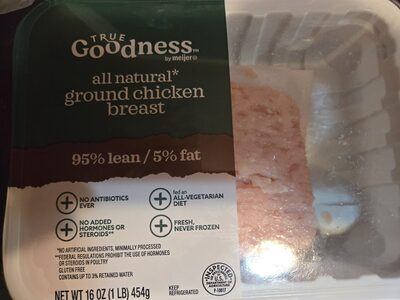 TRUE
Goodness™
by meijer®
all natural*
ground chicken
breast
95% lean / 5% fat
NO ANTIBIOTICS
EVER
fed an
ALL-VEGETARIAN
DIET
NO ADDED
HORMONES OR
STEROIDS**
FRESH,
NEVER FROZEN
*NO ARTIFICIAL INGREDIENTS, MINIMALLY PROCESSED
**FEDERAL REGULATIONS PROHIBIT THE USE OF HORMONES
OR STEROIDS IN POULTRY
GLUTEN FREE
CONTAINS UP TO 3% RETAINED WATER
NET WT 16 OZ (1 LB) 454g
KEEP
REFRIGERATED
INSPECTED